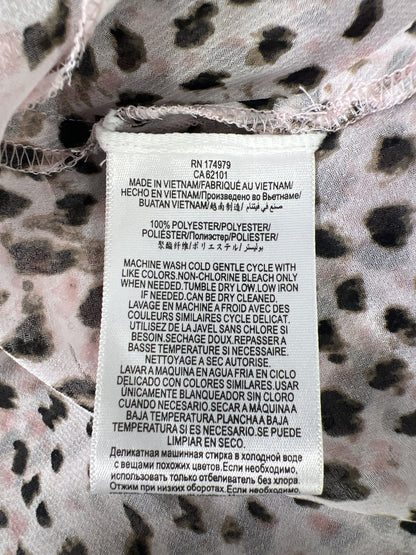 RN 174979
CA 62101
MADE IN VIETNAM/FABRIQUÉ AU VIETNAM/
HECHO EN VIETNAM/Произведено во Вьетнаме/
BUATAN VIETNAM/越南制造/ صنع في فيتنام/
100% POLYESTER/POLYESTER/
POLIÉSTER/Полиэстер/POLIESTER/
聚酯纤维/ポリエステル/ بوليستر
MACHINE WASH COLD GENTLE CYCLE WITH
LIKE COLORS.NON-CHLORINE BLEACH ONLY
WHEN NEEDED.TUMBLE DRY LOW.LOW IRON
IF NEEDED.CAN BE DRY CLEANED.
LAVAGE EN MACHINE A FROID AVEC DES
COULEURS SIMILAIRES CYCLE DELICAT.
UTILISEZ DE LA JAVEL SANS CHLORE SI
BESOIN.SECHAGE DOUX.REPASSER A
BASSE TEMPERATURE SI NECESSAIRE.
NETTOYAGE A SEC AUTORISE.
LAVAR A MAQUINA EN AGUA FRIA EN CICLO
DELICADO CON COLORES SIMILARES.USAR
ÚNICAMENTE BLANQUEADOR SIN CLORO
CUANDO NECESARIO.SECAR A MAQUINA A
BAJA TEMPERATURA.PLANCHA A BAJA
TEMPERATURA SI ES NECESARIO.SE PUEDE
LIMPIAR EN SECO.
Деликатная машинная стирка в холодной воде
с вещами похожих цветов.Если необходимо,
использовать только отбеливатель без хлора.
Отжим при низких оборотах.Если необходимо,